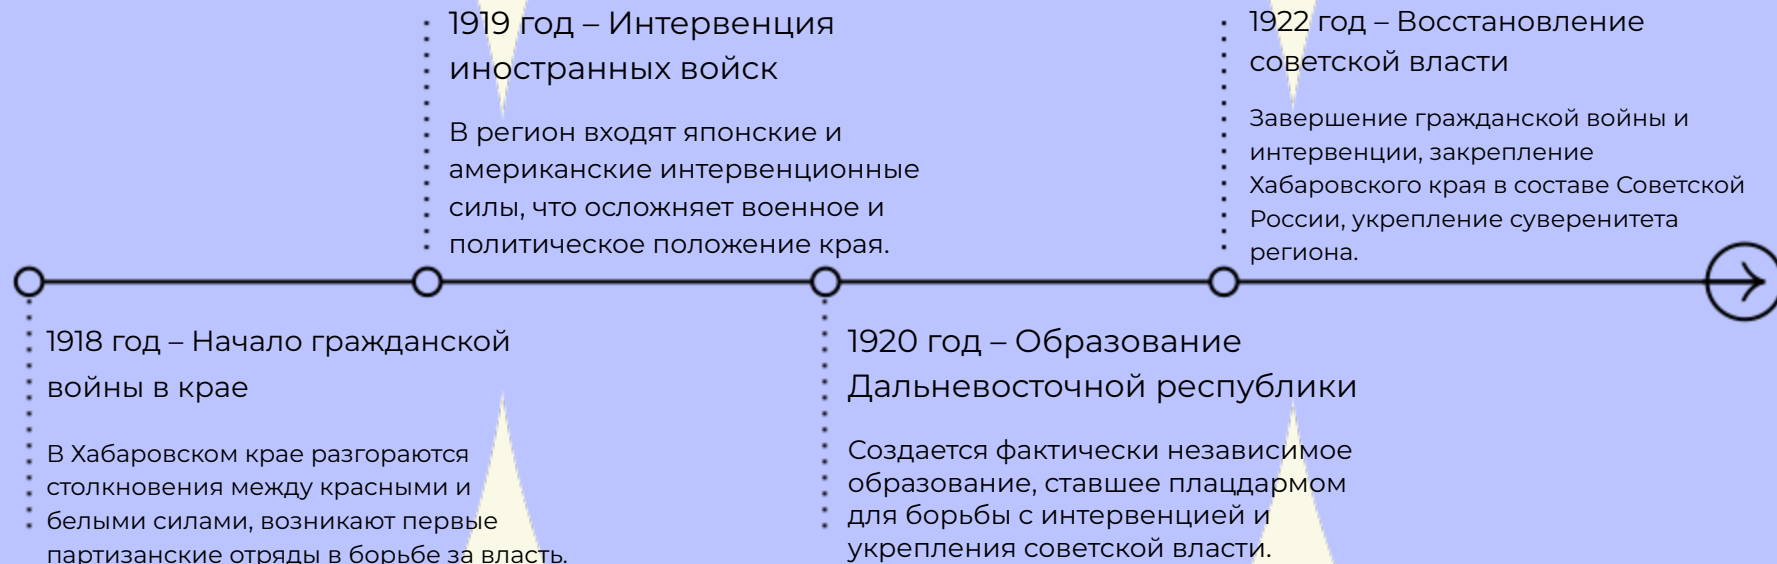 1919 год – Интервенция
иностранных войск
В регион входят японские и
американские интервенционные
силы, что осложняет военное и
политическое положение края.
1922 год – Восстановление
советской власти
Завершение гражданской войны и
интервенции, закрепление
Хабаровского края в составе Советской
России, укрепление суверенитета
региона.
1918 год – Начало гражданской
войны в крае
В Хабаровском крае разгораются
столкновения между красными и
белыми силами, возникают первые
партизанские отряды в борьбе за власть.
1920 год – Образование
Дальневосточной республики
Создается фактически независимое
образование, ставшее плацдармом
для борьбы с интервенцией и
укрепления советской власти.